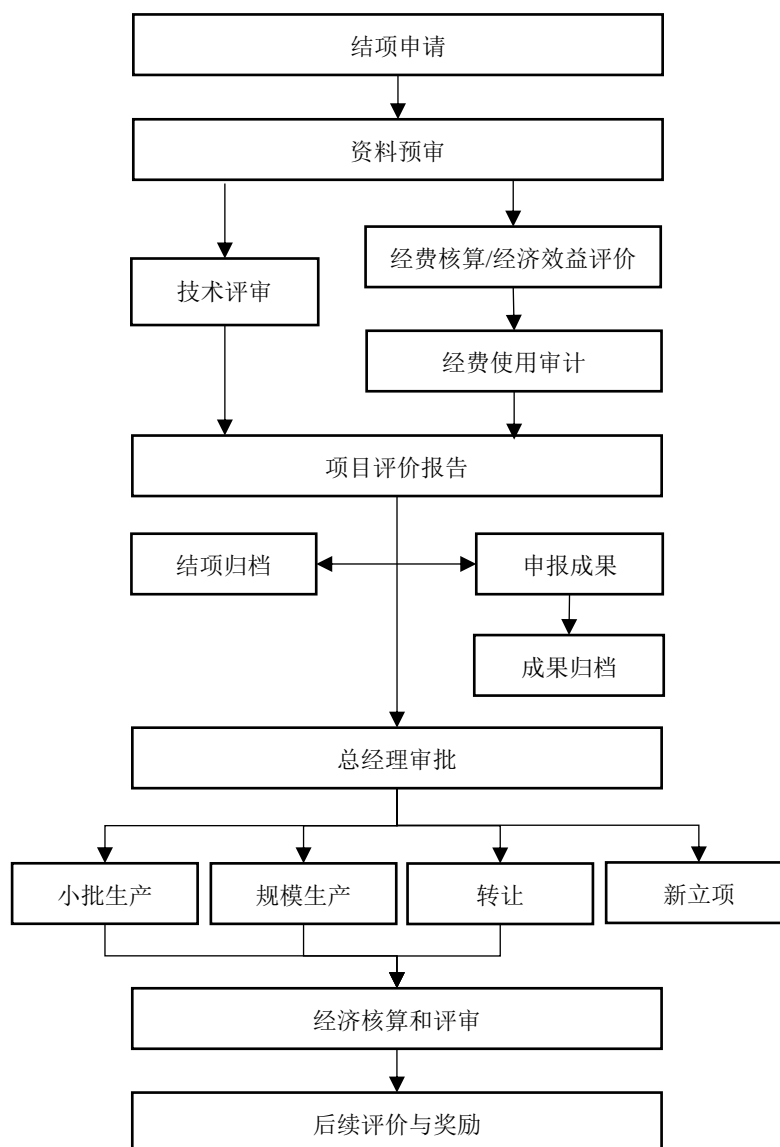 结项申请
资料预审
经费核算/经济效益评价
技术评审
经费使用审计
项目评价报告
结项归档
申报成果
成果归档
总经理审批
小批生产
规模生产
转让
新立项
经济核算和评审
后续评价与奖励